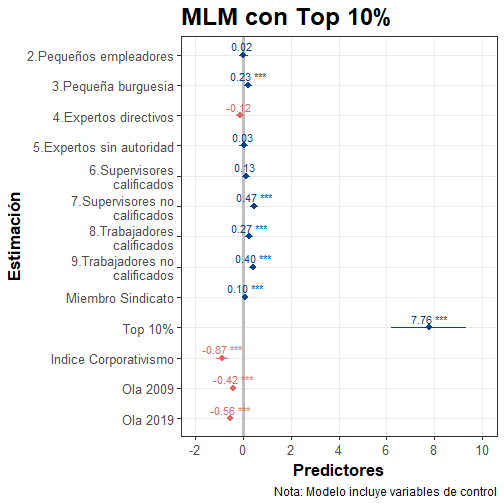 MLM con Top 10%
Estimación
2.Pequeños empleadores
0.02
3.Pequeña burguesia
0.23 ***
4.Expertos directivos
-0.12
5.Expertos sin autoridad
0.03
6.Supervisores
calificados
0.13
7.Supervisores no
calificados
0.47 ***
8.Trabajadores
calificados
0.27 ***
9.Trabajadores no
calificados
0.40 ***
Miembro Sindicato
0.10 ***
Top 10%
7.76 ***
Indice Corporativismo
-0.87 ***
Ola 2009
-0.42 ***
Ola 2019
-0.56 ***
-2 0 2 4 6 8 10
Predictores
Nota: Modelo incluye variables de control